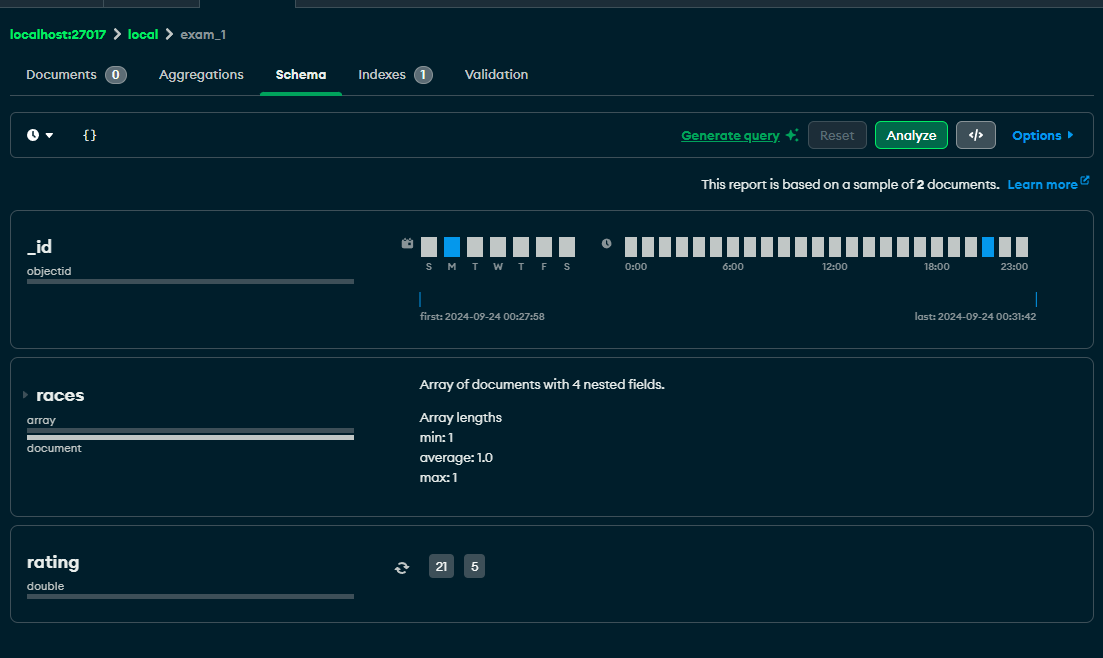 localhost:27017 > local > exam_1
Documents 0 Aggregations Schema Indexes 1 Validation
{} Generate query Reset Analyze </> Options
This report is based on a sample of 2 documents. Learn more
_id
objectid
S M T W T F S
0:00 6:00 12:00 18:00 23:00
first: 2024-09-24 00:27:58 last: 2024-09-24 00:31:42
races
array
document
Array of documents with 4 nested fields.
Array lengths
min: 1
average: 1.0
max: 1
rating
double
21 5